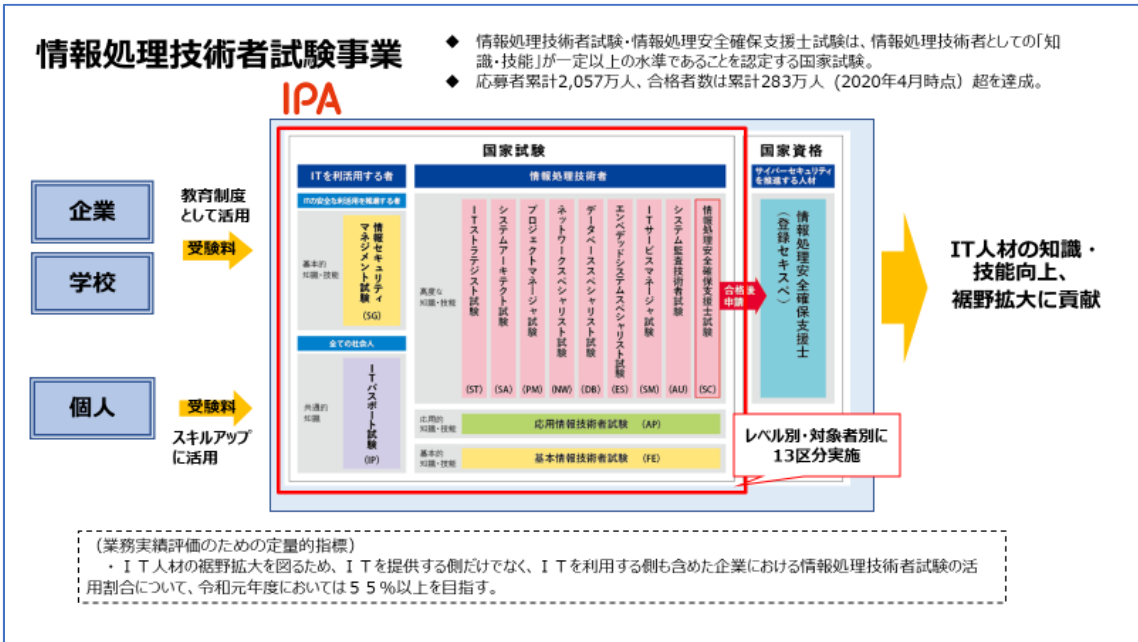 情報処理技術者試験事業
◆ 情報処理技術者試験・情報処理安全確保支援士試験は、情報処理技術者としての「知
識・技能」が一定以上の水準であることを認定する国家試験。
◆ 応募者累計2,057万人、合格者数は累計283万人（2020年4月時点）超を達成。
IPA
企業
学校
個人
教育制度
として活用
受験料
受験料
スキルアップ
に活用
国家試験
ITを利活用する者
ITの安全な利活用を推進する者
基本的
知識・技能
情報セキュリティ
マネジメント試験
(SG)
全ての社会人
共通的
知識
ITパスポート試験
(IP)
情報処理技術者
高度な
知識・技能
ITストラテジスト試験
(ST)
システムアーキテクト試験
(SA)
プロジェクトマネージャ試験
(PM)
ネットワークスペシャリスト試験
(NW)
データベーススペシャリスト試験
(DB)
エンベデッドシステムスペシャリスト試験
(ES)
ITサービスマネージャ試験
(SM)
システム監査技術者試験
(AU)
情報処理安全確保支援士試験
(SC)
応用的
知識・技能
応用情報技術者試験 (AP)
基本的
知識・技能
基本情報技術者試験 (FE)
合格後
申請
国家資格
サイバーセキュリティ
を推進する人材
情報処理安全確保支援士
（登録セキスペ）
レベル別・対象者別に
13区分実施
IT人材の知識・
技能向上、
裾野拡大に貢献
（業務実績評価のための定量的指標）
・ＩＴ人材の裾野拡大を図るため、ＩＴを提供する側だけでなく、ＩＴを利用する側も含めた企業における情報処理技術者試験の活
用割合について、令和元年度においては５５％以上を目指す。